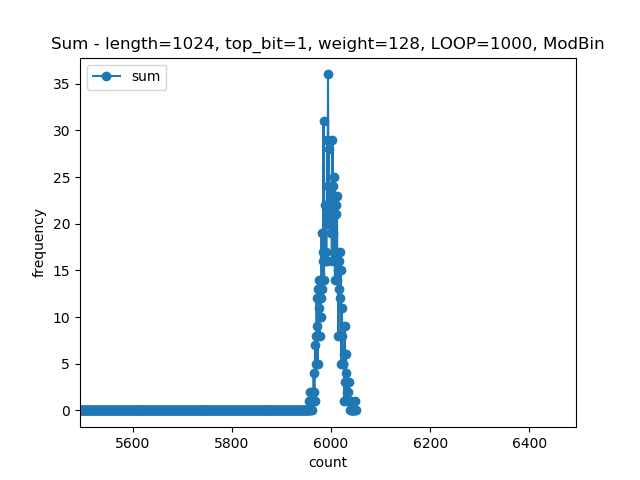 Sum - length=1024, top_bit=1, weight=128, LOOP=1000, ModBin
sum
35
30
25
20
15
10
5
0
frequency
5600 5800 6000 6200 6400
count